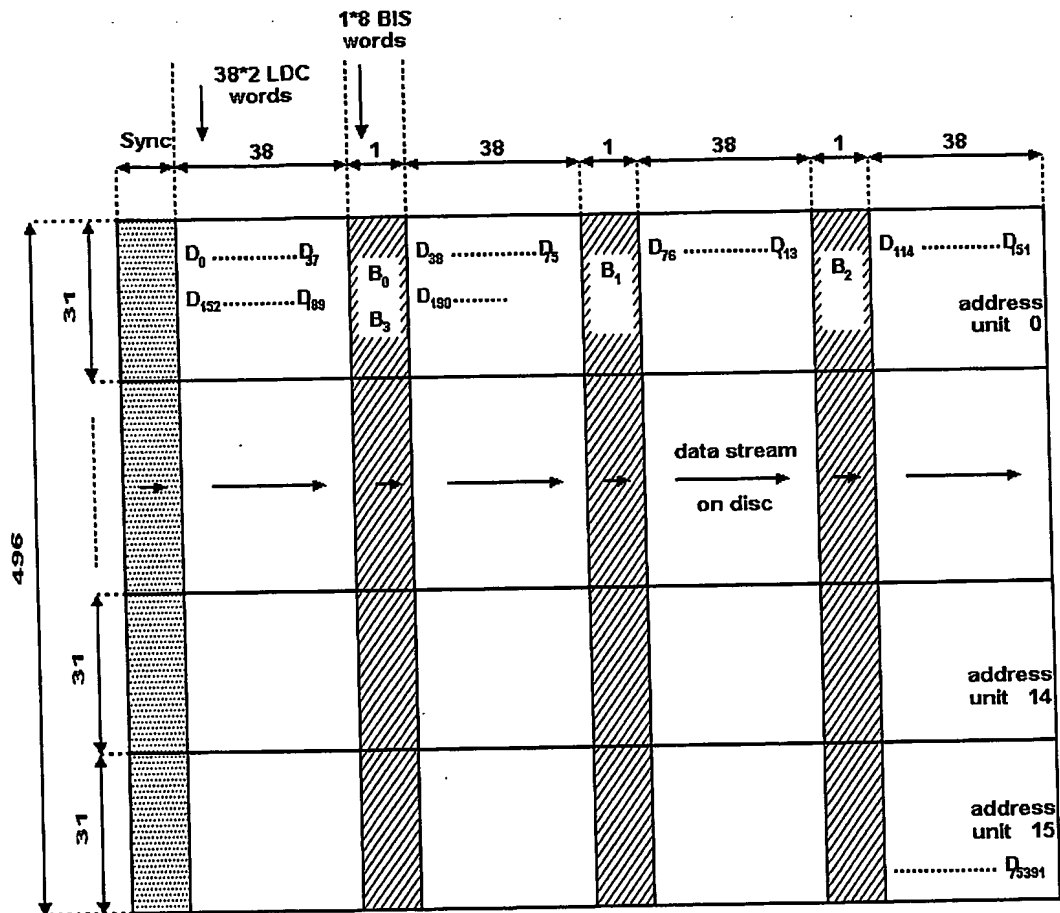 1*8 BIS
words
38*2 LDC
words
Sync
38
1
38
1
38
1
38
D0 .............. D37
B0
D38 .............. D75
B1
D76 .............. D113
B2
D114 .............. D151
D152 .............. D189
B3
D190 ..........
31
address
unit 0
data stream
on disc
496
31
address
unit 14
31
address
unit 15
.............. D75391